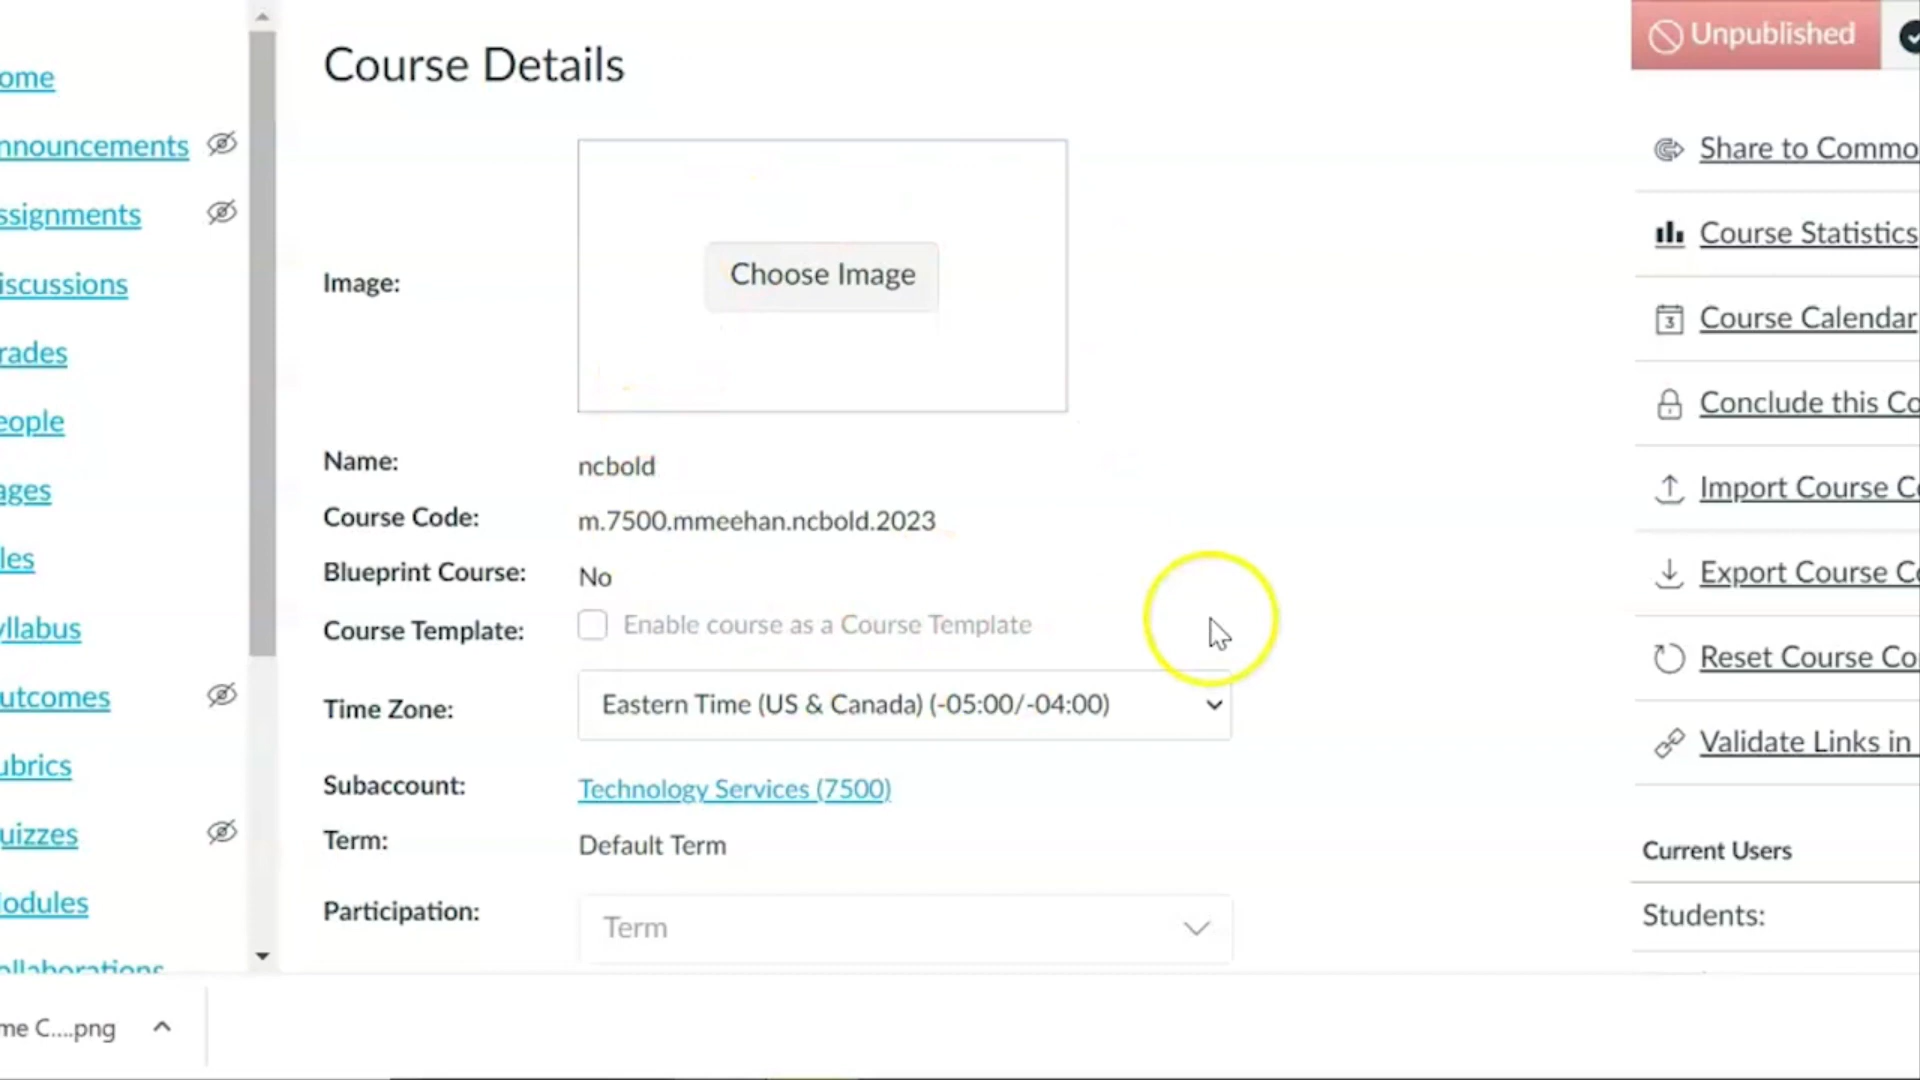 Course Details
Unpublished
ome
nnouncements
ssignments
iscussions
rades
eople
ages
les
yllabus
utcomes
ubrics
uizzes
odules
ollaborations
Image:
Choose Image
Name:
ncbold
Course Code:
m.7500.mmeehan.ncbold.2023
Blueprint Course:
No
Course Template:
Enable course as a Course Template
Time Zone:
Eastern Time (US & Canada) (-05:00/-04:00)
Subaccount:
Technology Services (7500)
Term:
Default Term
Participation:
Term
Share to Commo
Course Statistics
3
Course Calendar
Conclude this Co
Import Course C
Export Course C
Reset Course Co
Validate Links in
Current Users
Students:
me C....png